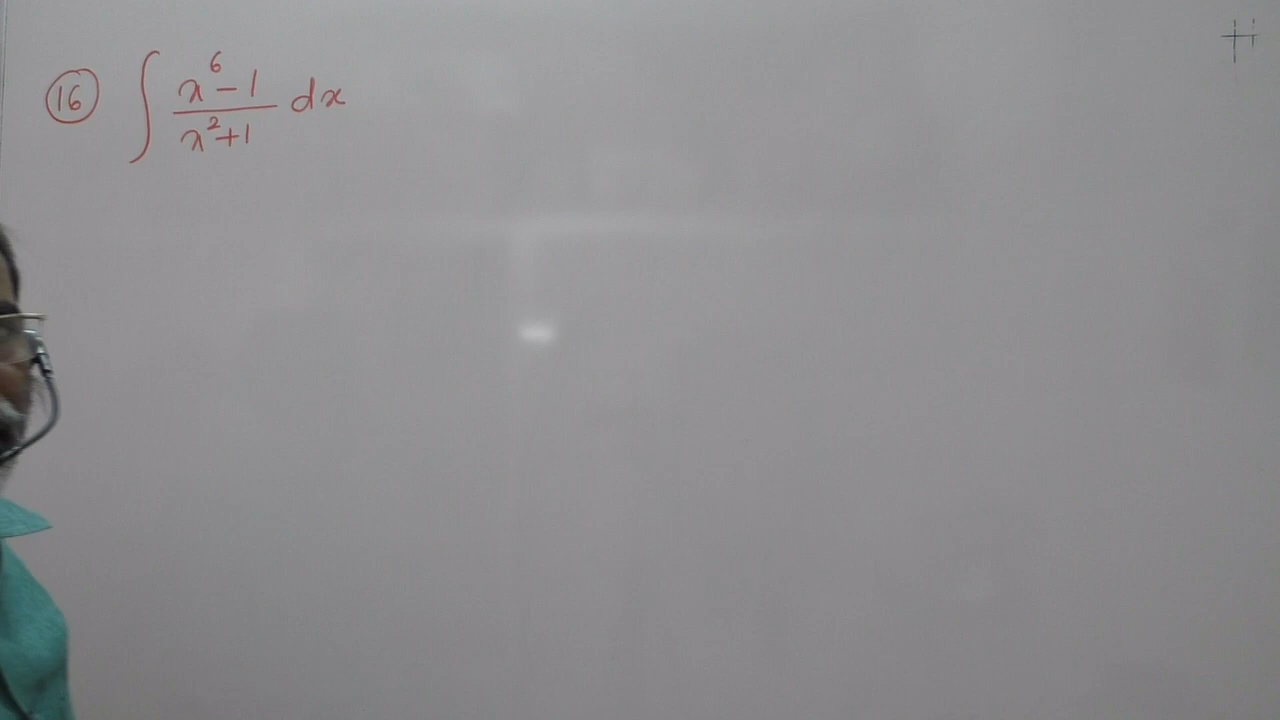 ⑯ ∫ (x⁶ - 1)/(x² + 1) dx